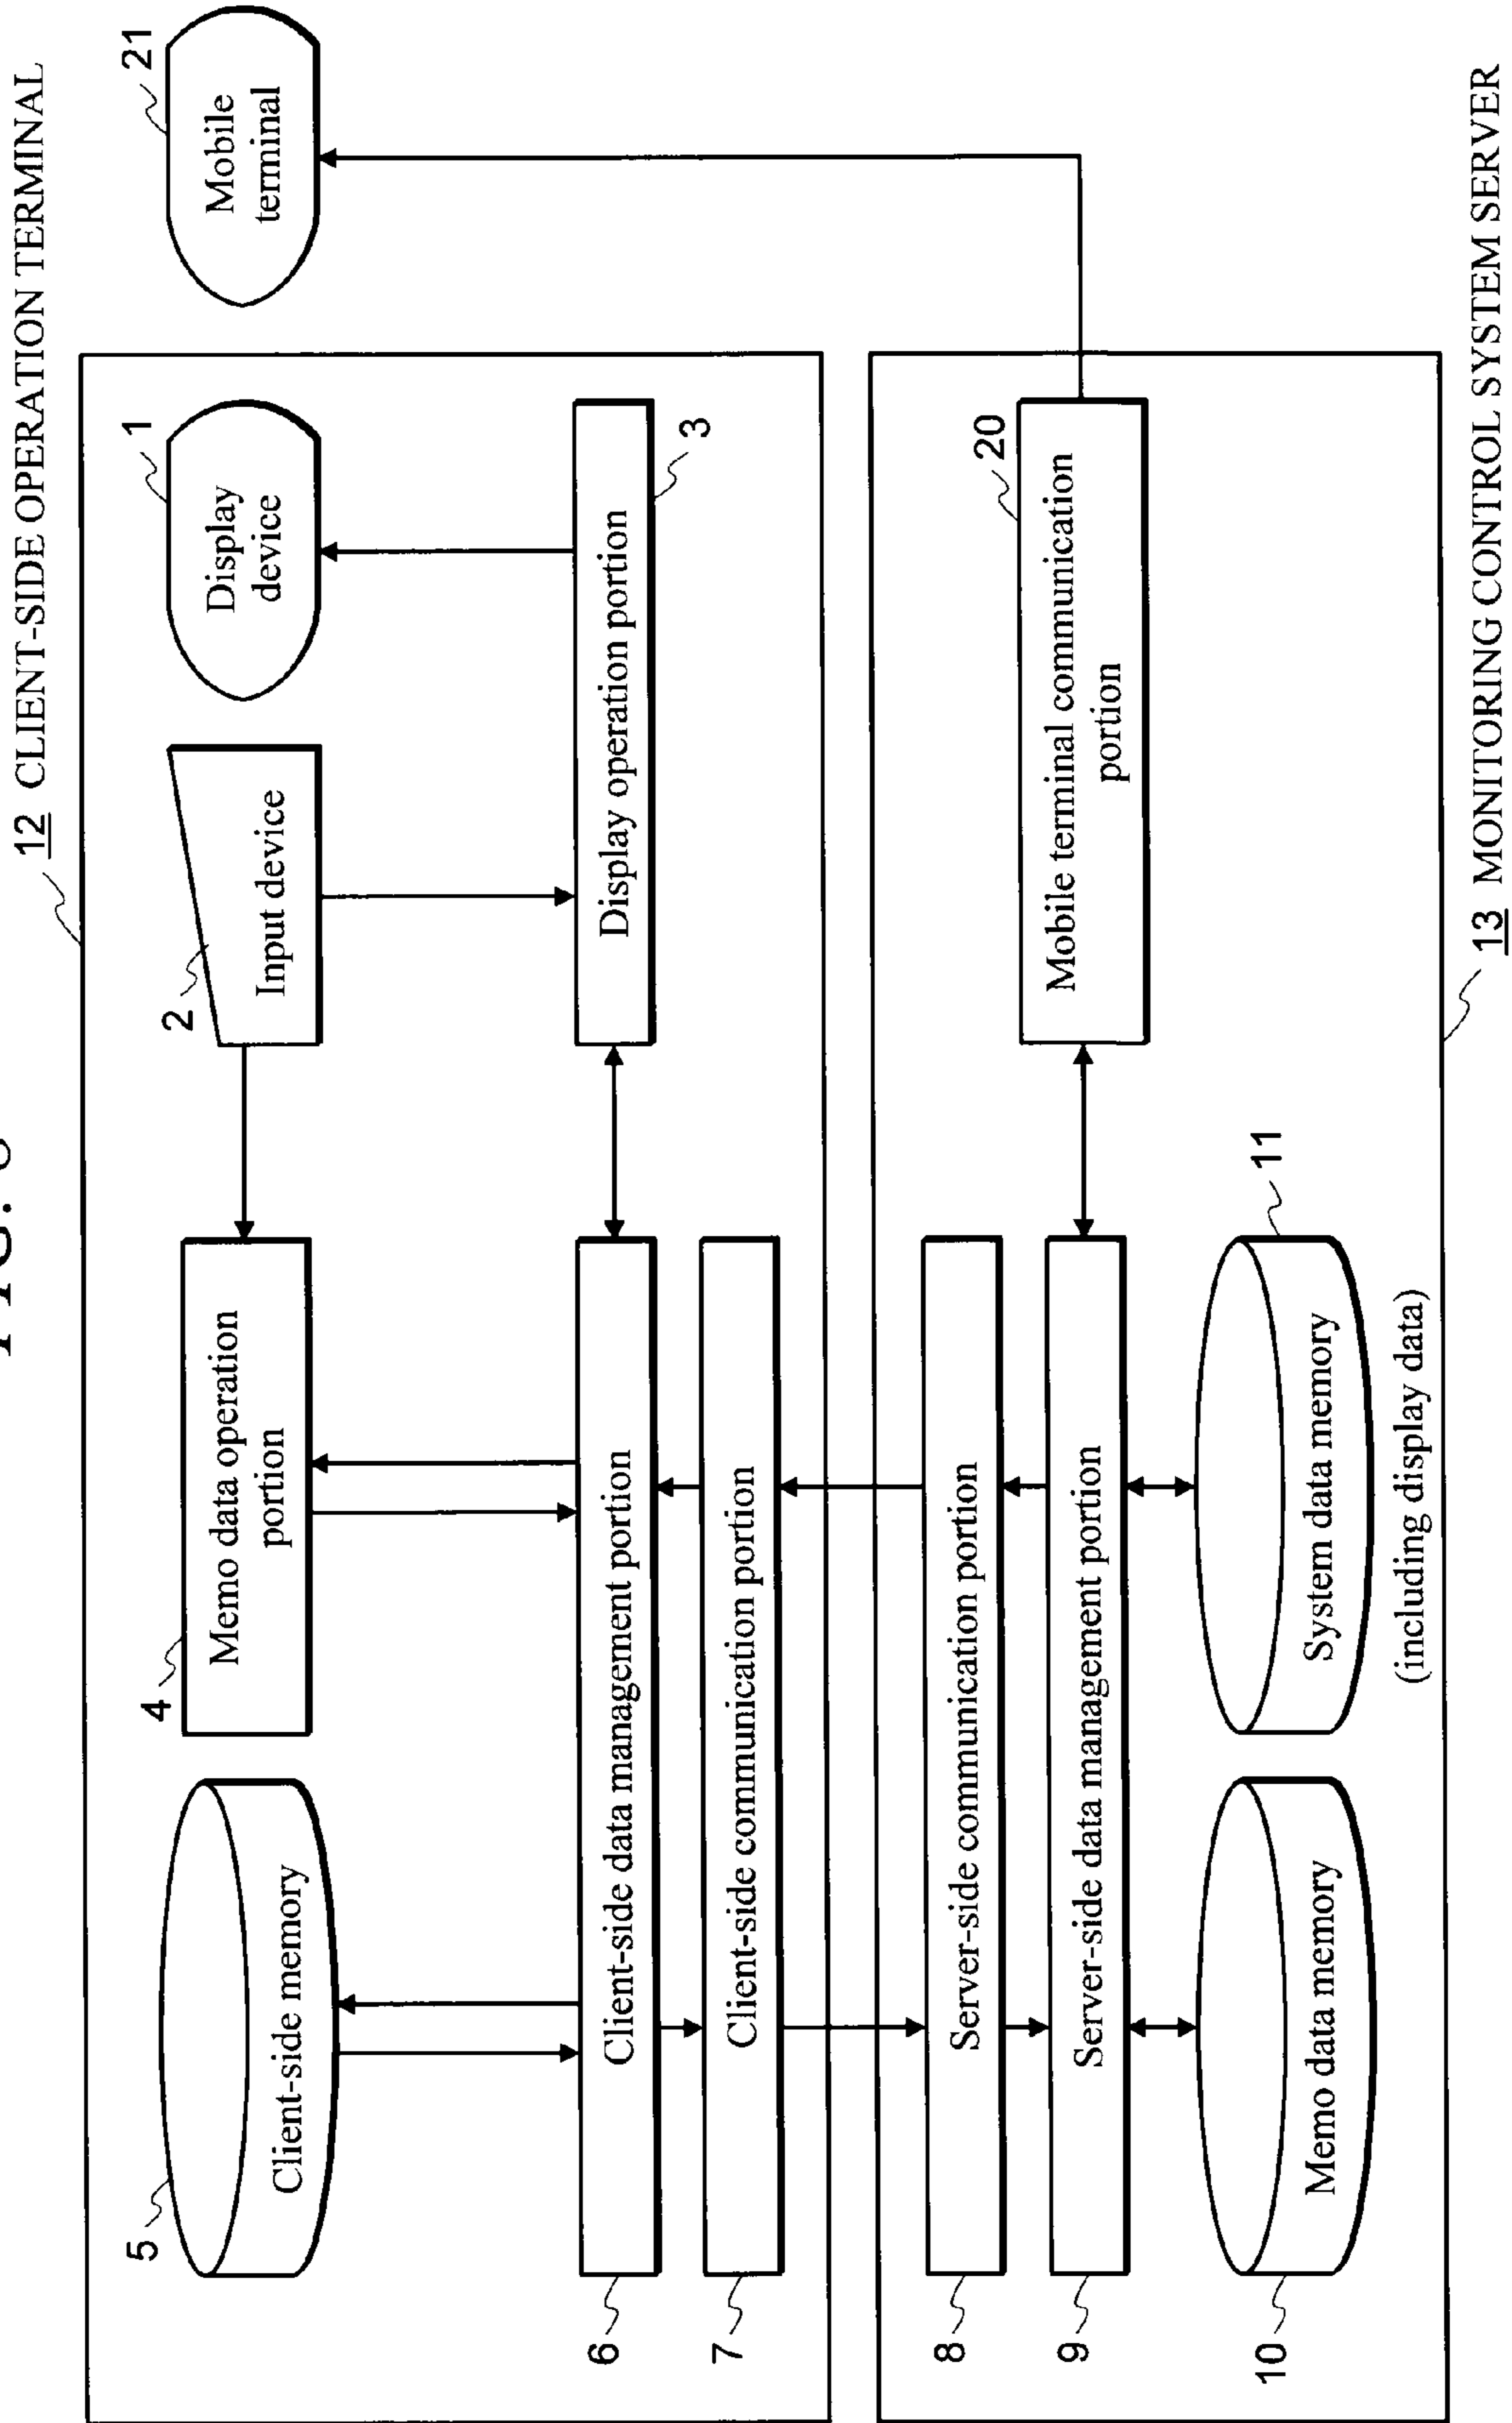 12 CLIENT-SIDE OPERATION TERMINAL
5
Client-side memory
4
Memo data operation
portion
2
Input device
1
Display
device
21
Mobile
terminal
6
Client-side data management portion
Display operation portion
3
7
Client-side communication portion
8
Server-side communication portion
9
Server-side data management portion
20
Mobile terminal communication
portion
10
Memo data memory
11
System data memory
(including display data)
13 MONITORING CONTROL SYSTEM SERVER